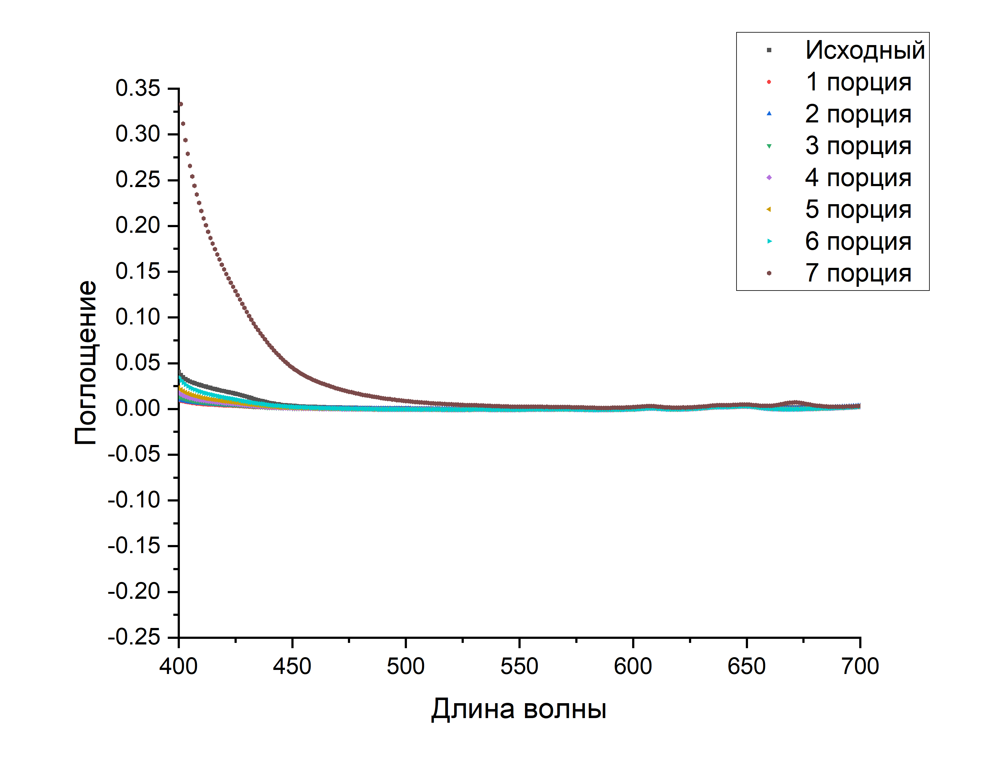 Исходный
1 порция
2 порция
3 порция
4 порция
5 порция
6 порция
7 порция
0.35
0.30
0.25
0.20
0.15
0.10
0.05
0.00
-0.05
-0.10
-0.15
-0.20
-0.25
Поглощение
400 450 500 550 600 650 700
Длина волны